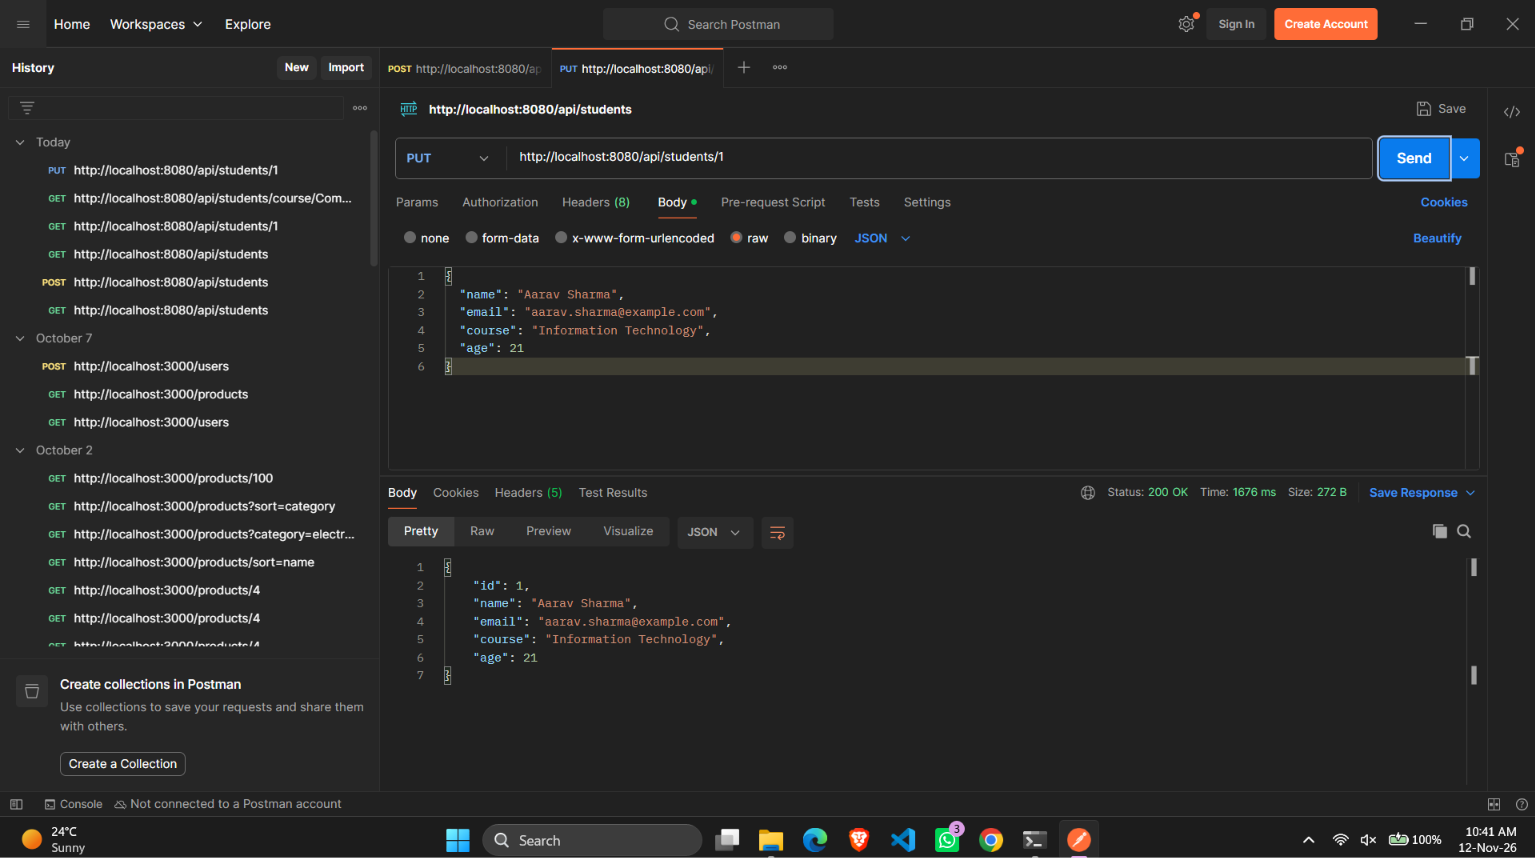 Home Workspaces Explore
Search Postman
Sign In Create Account
History New Import
POST http://localhost:8080/ap PUT http://localhost:8080/api/
HTTP http://localhost:8080/api/students Save
PUT http://localhost:8080/api/students/1 Send
Params Authorization Headers (8) Body Pre-request Script Tests Settings Cookies
none form-data x-www-form-urlencoded raw binary JSON Beautify
1 {
2 "name": "Aarav Sharma",
3 "email": "aarav.sharma@example.com",
4 "course": "Information Technology",
5 "age": 21
6 }
Today
PUT http://localhost:8080/api/students/1
GET http://localhost:8080/api/students/course/Com...
GET http://localhost:8080/api/students/1
GET http://localhost:8080/api/students
POST http://localhost:8080/api/students
GET http://localhost:8080/api/students
October 7
POST http://localhost:3000/users
GET http://localhost:3000/products
GET http://localhost:3000/users
October 2
GET http://localhost:3000/products/100
GET http://localhost:3000/products?sort=category
GET http://localhost:3000/products?category=electr...
GET http://localhost:3000/products/sort=name
GET http://localhost:3000/products/4
GET http://localhost:3000/products/4
GET http://localhost:3000/products/4
Body Cookies Headers (5) Test Results Status: 200 OK Time: 1676 ms Size: 272 B Save Response
Pretty Raw Preview Visualize JSON
1 {
2 "id": 1,
3 "name": "Aarav Sharma",
4 "email": "aarav.sharma@example.com",
5 "course": "Information Technology",
6 "age": 21
7 }
Create collections in Postman
Use collections to save your requests and share them
with others.
Create a Collection
Console Not connected to a Postman account
24°C
Sunny
Search
3
100%
10:41 AM
12-Nov-26